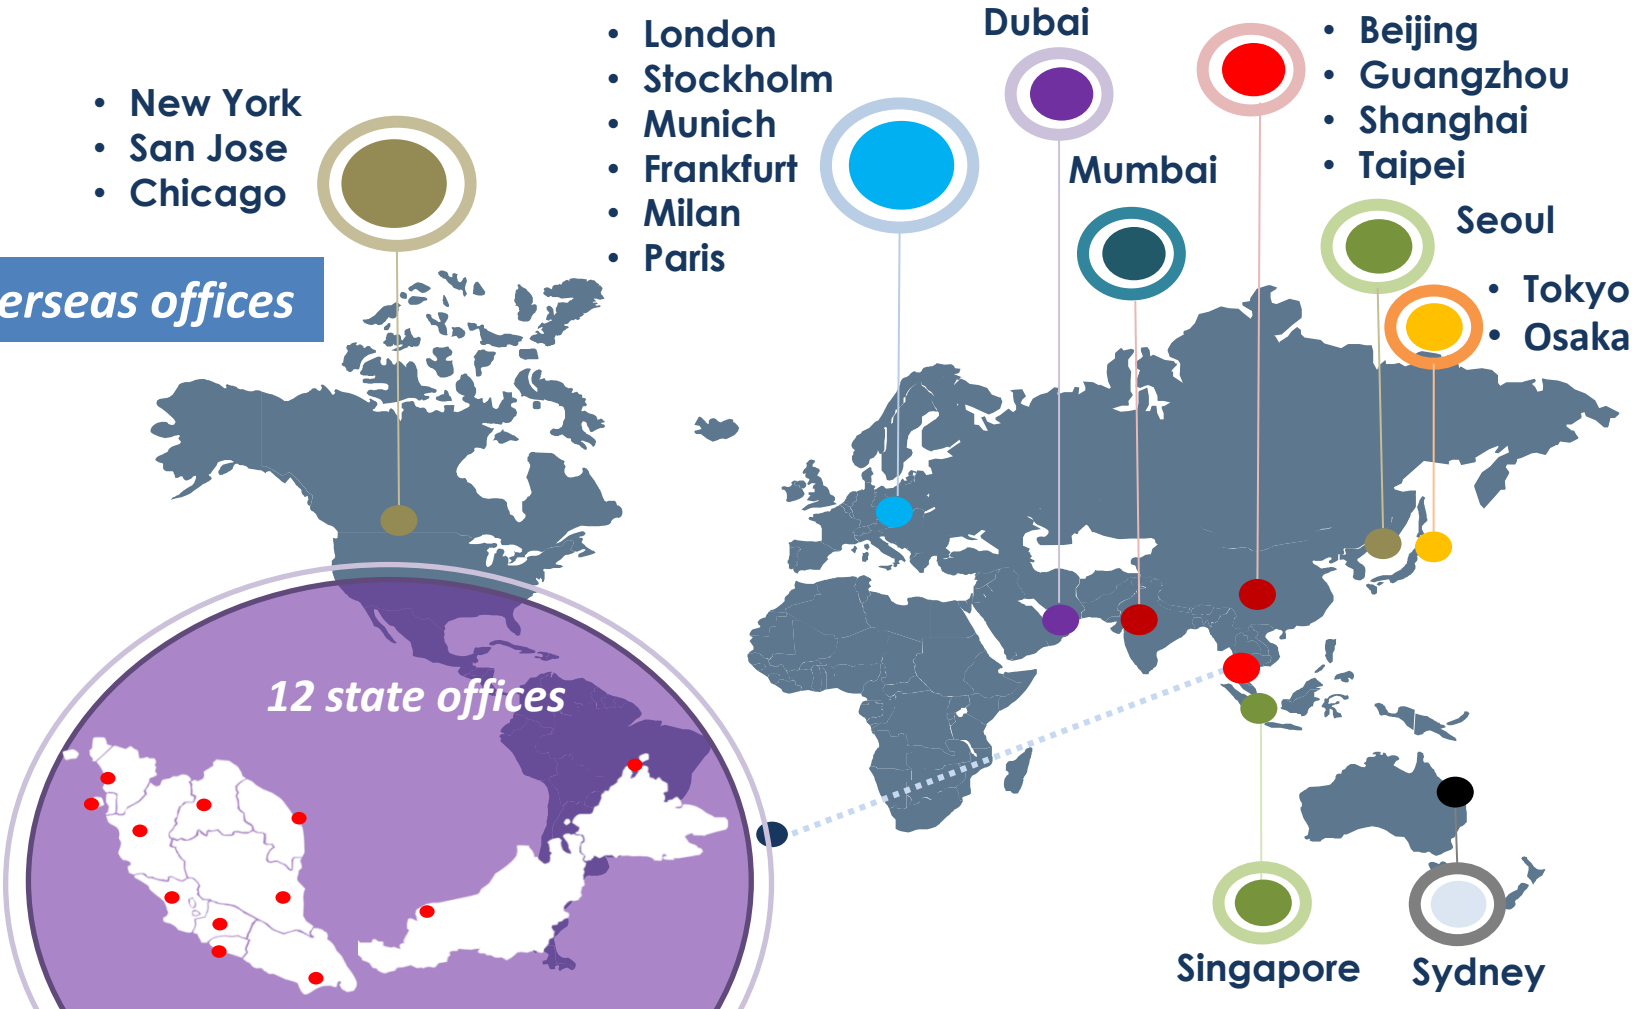 • New York
• San Jose
• Chicago
• London
• Stockholm
• Munich
• Frankfurt
• Milan
• Paris
Dubai
Mumbai
• Beijing
• Guangzhou
• Shanghai
• Taipei
Seoul
• Tokyo
• Osaka
offices
12 state offices
Singapore
Sydney